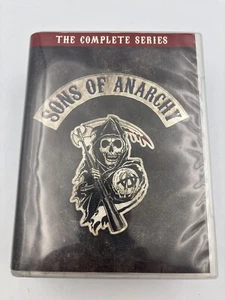 THE COMPLETE SERIES
SONS OF ANARCHY